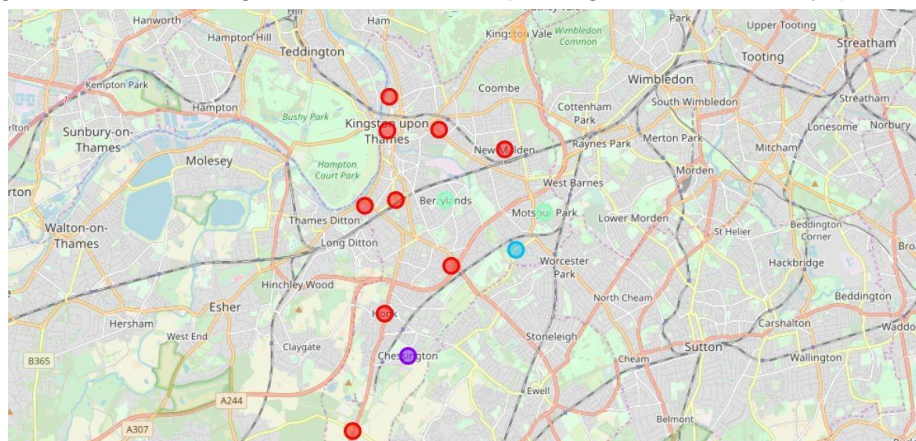 Hanworth
Ham
Park
Upper Tooting
Hampton Hill
Kingston Vale
Wimbledon
Common
Streatham
Teddington
Tooting
Kempton Park
Coombe
Wimbledon
Hampton
Cottenham
Park
South Wimbledon
Streatham
Bushy Park
Sunbury-on-
Thames
Kingston upon
Thames
Raynes Park
Merton Park
Lonesome
Norbury
Molesey
Hampton
Court Park
New Malden
Mitcham
Morden
West Barnes
Berrylands
Thames Ditton
Motspur Park
Lower Morden
Walton-on-
Thames
Long Ditton
St Helier
Beddington
Corner
Worcester
Park
Hackbridge
Hinchley Wood
North Cheam
Beddington
Esher
Hook
Hersham
West End
Stoneleigh
Carshalton
Waddo
Claygate
Chessington
Sutton
Cheam
Wallington
B365
Ewell
A244
Belmont
A307